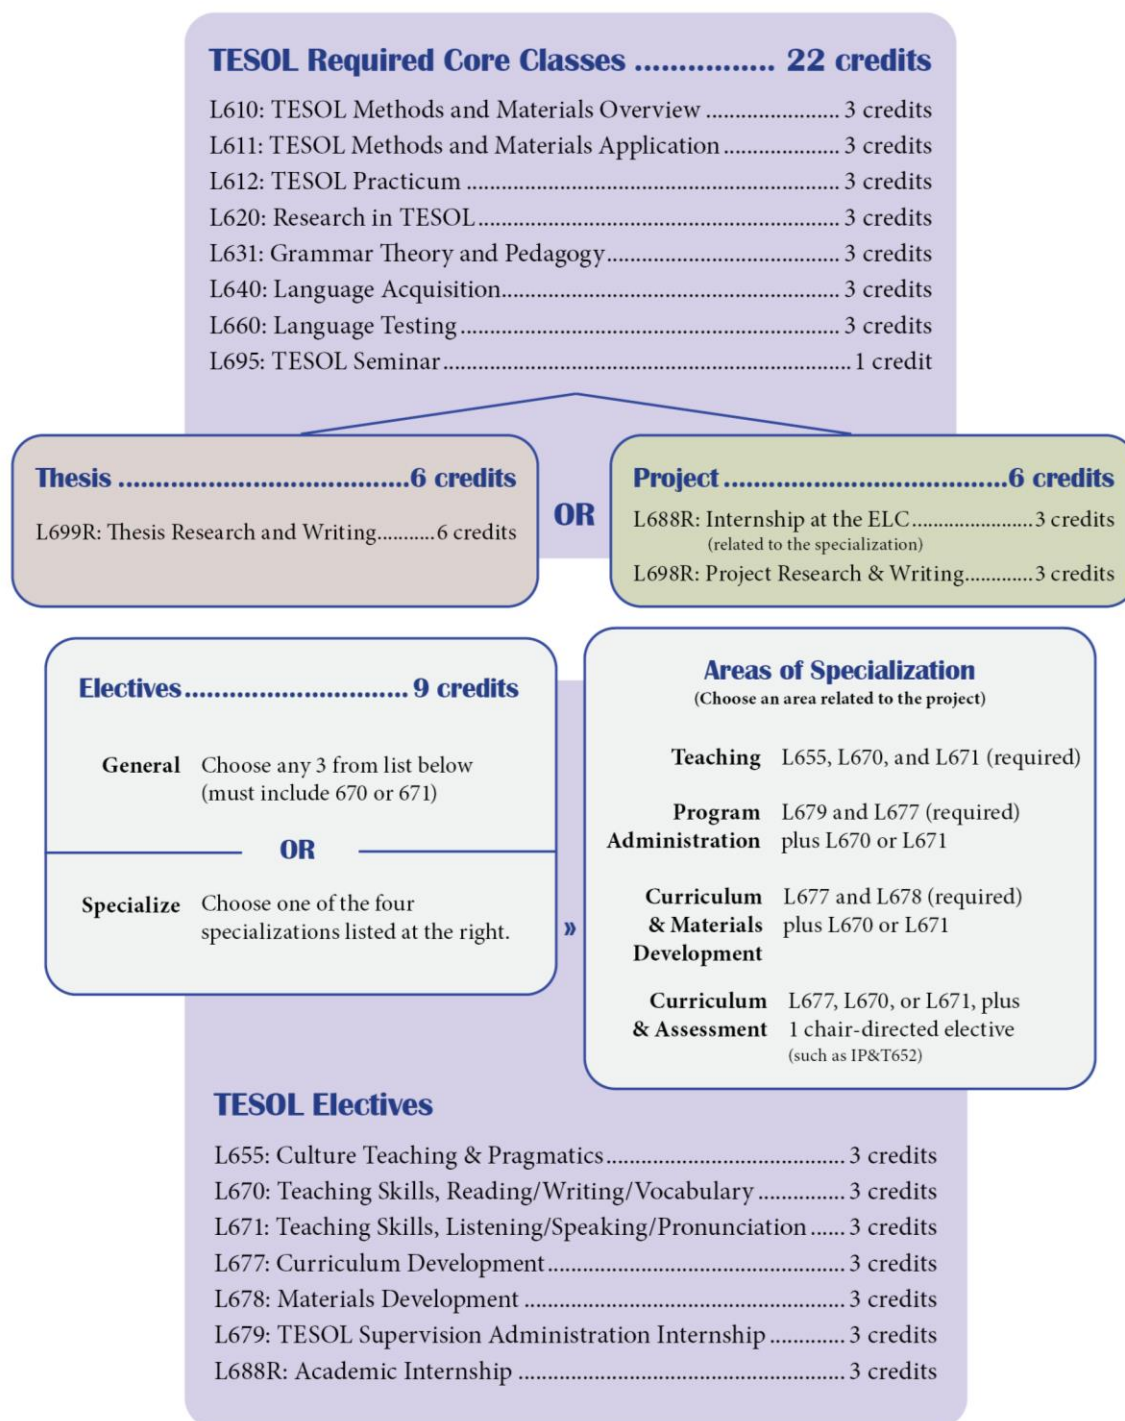 TESOL Required Core Classes ................ 22 credits
L610: TESOL Methods and Materials Overview ....................... 3 credits
L611: TESOL Methods and Materials Application .................... 3 credits
L612: TESOL Practicum ................................................................ 3 credits
L620: Research in TESOL .............................................................. 3 credits
L631: Grammar Theory and Pedagogy ........................................ 3 credits
L640: Language Acquisition .......................................................... 3 credits
L660: Language Testing ................................................................. 3 credits
L695: TESOL Seminar ...................................................................... 1 credit
Thesis ......................................6 credits
L699R: Thesis Research and Writing...........6 credits
OR
Project .....................................6 credits
L688R: Internship at the ELC ....................... 3 credits
(related to the specialization)
L698R: Project Research & Writing............. 3 credits
Electives ............................. 9 credits
General Choose any 3 from list below
(must include 670 or 671)
OR
Specialize Choose one of the four
specializations listed at the right.
»
Areas of Specialization
(Choose an area related to the project)
Teaching L655, L670, and L671 (required)
Program L679 and L677 (required)
Administration plus L670 or L671
Curriculum L677 and L678 (required)
& Materials plus L670 or L671
Development
Curriculum L677, L670, or L671, plus
& Assessment 1 chair-directed elective
(such as IP&T652)
TESOL Electives
L655: Culture Teaching & Pragmatics ......................................... 3 credits
L670: Teaching Skills, Reading/Writing/Vocabulary ............... 3 credits
L671: Teaching Skills, Listening/Speaking/Pronunciation ...... 3 credits
L677: Curriculum Development ................................................... 3 credits
L678: Materials Development ....................................................... 3 credits
L679: TESOL Supervision Administration Internship ............. 3 credits
L688R: Academic Internship ........................................................ 3 credits